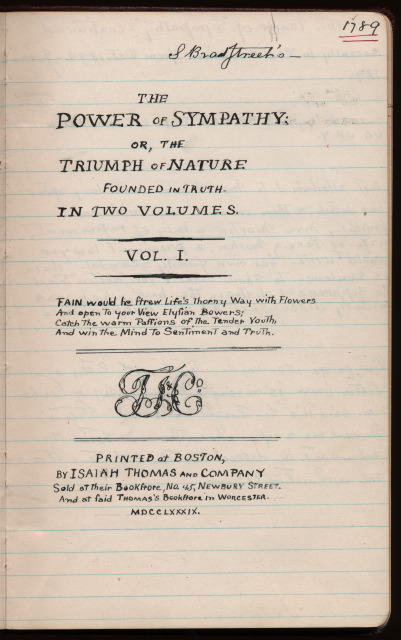 1789
S Bradstreet's —
THE
POWER OF SYMPATHY:
OR, THE
TRIUMPH OF NATURE
FOUNDED IN TRUTH.
IN TWO VOLUMES.
VOL. I.
FAIN would he ſtrew Life's Thorny Way with Flowers
And open To your View Elyſian Bowers;
Catch The warm Paſſions of The Tender Youth,
And win the Mind To Sentiment and Truth.
PRINTED at BOSTON,
BY ISAIAH THOMAS AND COMPANY
Sold at Their Bookſtore, No. 45, NEWBURY STREET.
And at ſaid THOMAS'S Bookſtore in WORCESTER.
MDCCLXXXIX.